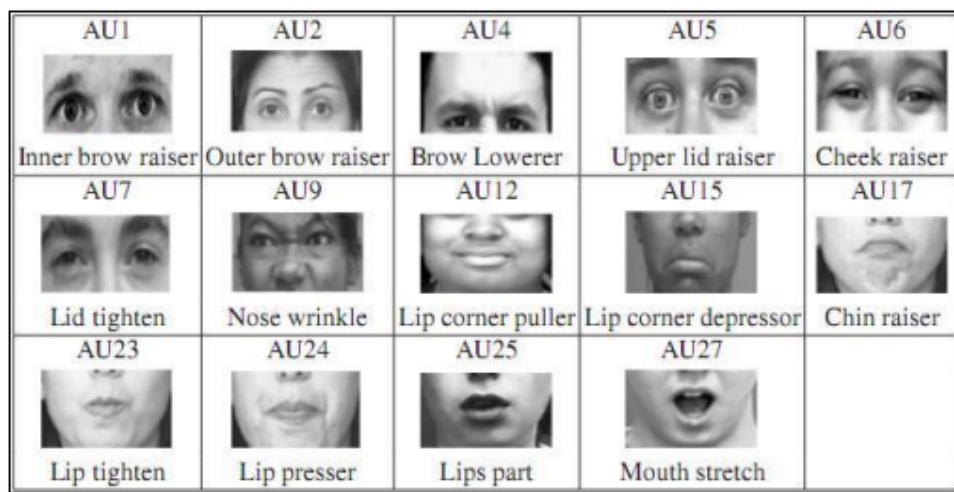 AU1 AU2 AU4 AU5 AU6
Inner brow raiser Outer brow raiser Brow Lowerer Upper lid raiser Cheek raiser
AU7 AU9 AU12 AU15 AU17
Lid tighten Nose wrinkle Lip corner puller Lip corner depressor Chin raiser
AU23 AU24 AU25 AU27
Lip tighten Lip presser Lips part Mouth stretch